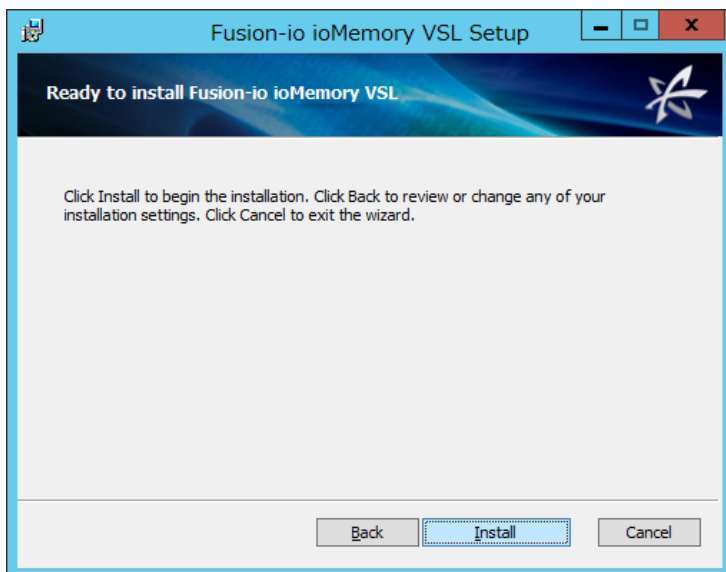 Fusion-io ioMemory VSL Setup
Ready to install Fusion-io ioMemory VSL
Click Install to begin the installation. Click Back to review or change any of your
installation settings. Click Cancel to exit the wizard.
Back Install Cancel